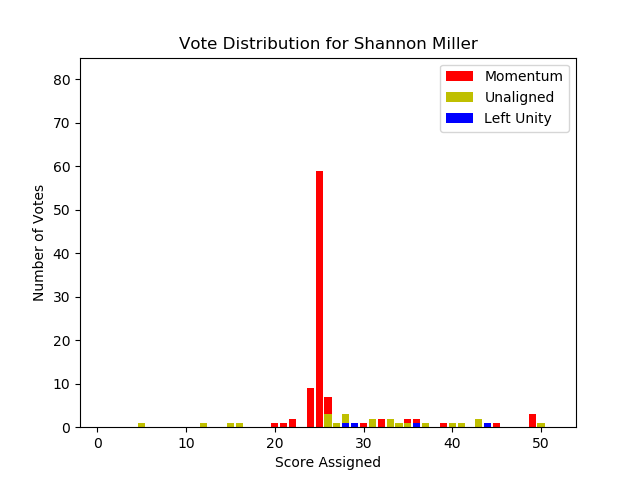 Vote Distribution for Shannon Miller
Momentum
Unaligned
Left Unity
Number of Votes
80
70
60
50
40
30
20
10
0
0 10 20 30 40 50
Score Assigned